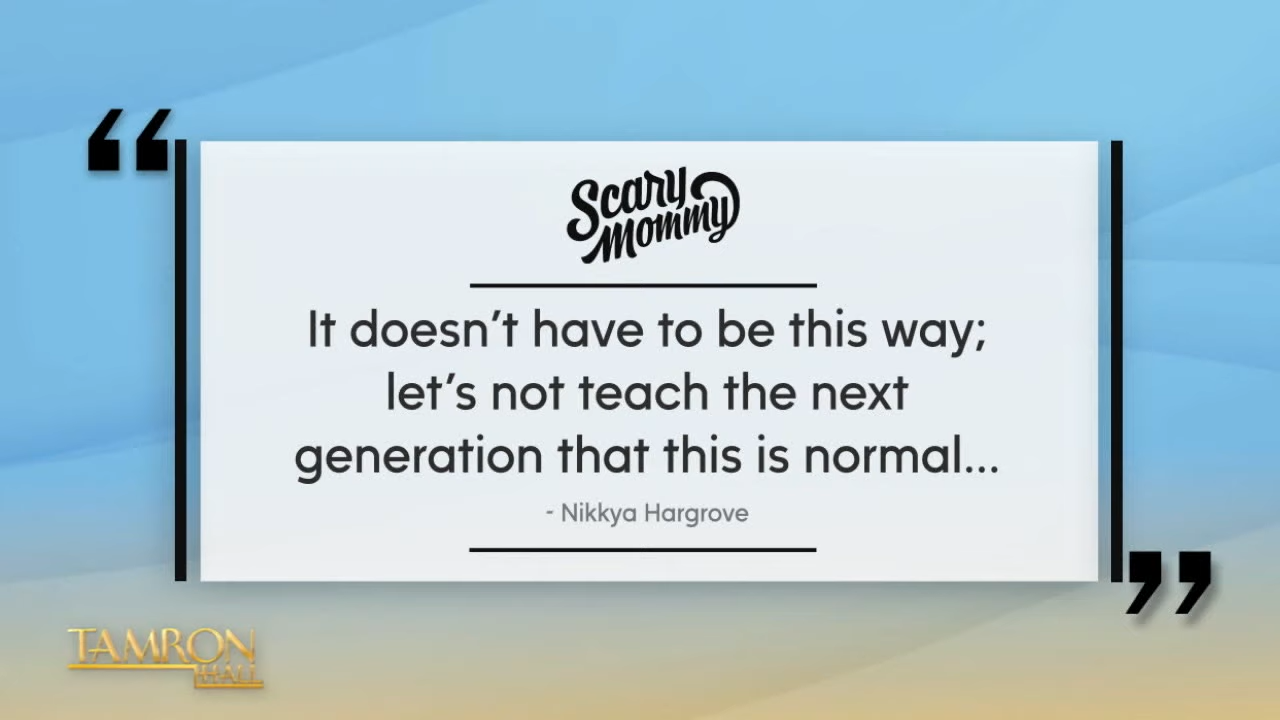 “
Scary
Mommy
It doesn’t have to be this way;
let’s not teach the next
generation that this is normal...
- Nikkya Hargrove
”
TAMRON
HALL